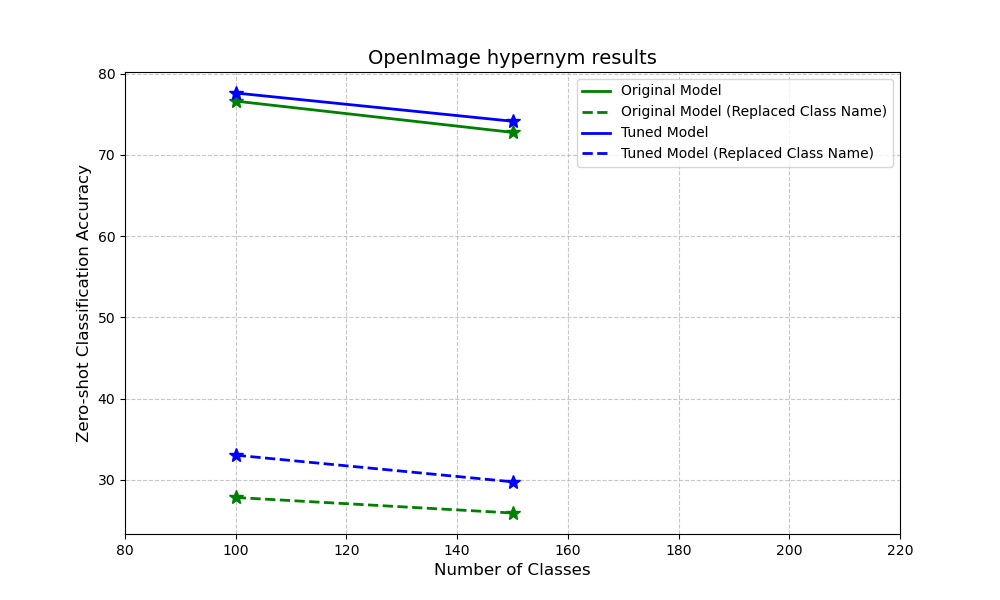 OpenImage hypernym results
Original Model
Original Model (Replaced Class Name)
Tuned Model
Tuned Model (Replaced Class Name)
Zero-shot Classification Accuracy
80
70
60
50
40
30
80 100 120 140 160 180 200 220
Number of Classes